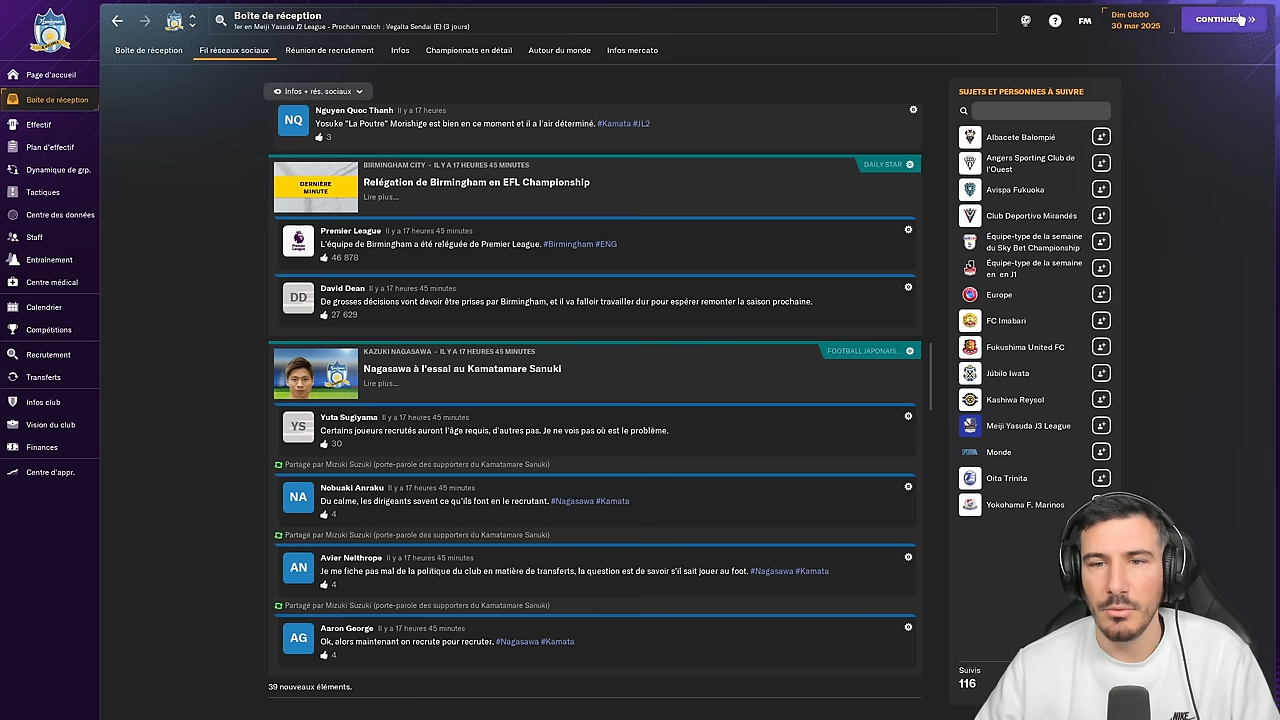 Boîte de réception
1er en Meiji Yasuda J2 League - Prochain match : Vegalta Sendai (E) (3 jours)
FM
Dim 08:00
30 mar 2025
CONTINUER
Boîte de réception
Fil réseaux sociaux
Réunion de recrutement
Infos
Championnats en détail
Autour du monde
Infos mercato
Page d'accueil
Boîte de réception
Effectif
Plan d'effectif
Dynamique de grp.
Tactiques
Centre des données
Staff
Entraînement
Centre médical
Calendrier
Compétitions
Recrutement
Transferts
Infos club
Vision du club
Finances
Centre d'appr.
Infos + rés. sociaux
NQ
Nguyen Quoc Thanh Il y a 17 heures
Yosuke "La Poutre" Morishige est bien en ce moment et il a l'air déterminé. #Kamata #JL2
3
BIRMINGHAM CITY - IL Y A 17 HEURES 45 MINUTES
DAILY STAR
DERNIÈRE
MINUTE
Relégation de Birmingham en EFL Championship
Lire plus...
Premier League Il y a 17 heures 45 minutes
L'équipe de Birmingham a été reléguée de Premier League. #Birmingham #ENG
46 878
DD
David Dean Il y a 17 heures 45 minutes
De grosses décisions vont devoir être prises par Birmingham, et il va falloir travailler dur pour espérer remonter la saison prochaine.
27 629
KAZUKI NAGASAWA - IL Y A 17 HEURES 45 MINUTES
FOOTBALL JAPONAIS...
Nagasawa à l'essai au Kamatamare Sanuki
Lire plus...
YS
Yuta Sugiyama Il y a 17 heures 45 minutes
Certains joueurs recrutés auront l'âge requis, d'autres pas. Je ne vois pas où est le problème.
30
Partagé par Mizuki Suzuki (porte-parole des supporters du Kamatamare Sanuki)
NA
Nobuaki Anraku Il y a 17 heures 45 minutes
Du calme, les dirigeants savent ce qu'ils font en le recrutant. #Nagasawa #Kamata
4
Partagé par Mizuki Suzuki (porte-parole des supporters du Kamatamare Sanuki)
AN
Avier Nelthrope Il y a 17 heures 45 minutes
Je me fiche pas mal de la politique du club en matière de transferts, la question est de savoir s'il sait jouer au foot. #Nagasawa #Kamata
4
Partagé par Mizuki Suzuki (porte-parole des supporters du Kamatamare Sanuki)
AG
Aaron George Il y a 17 heures 45 minutes
Ok, alors maintenant on recrute pour recruter. #Nagasawa #Kamata
4
39 nouveaux éléments.
SUJETS ET PERSONNES À SUIVRE
Albacete Balompié
Angers Sporting Club de
l'Ouest
Avispa Fukuoka
Club Deportivo Mirandés
Équipe-type de la semaine
du Sky Bet Championship
Équipe-type de la semaine
en en J1
Europe
FC Imabari
Fukushima United FC
Júbilo Iwata
Kashiwa Reysol
Meiji Yasuda J3 League
FIFA
Monde
Oita Trinita
Yokohama F. Marinos
Suivis
116
NIKE